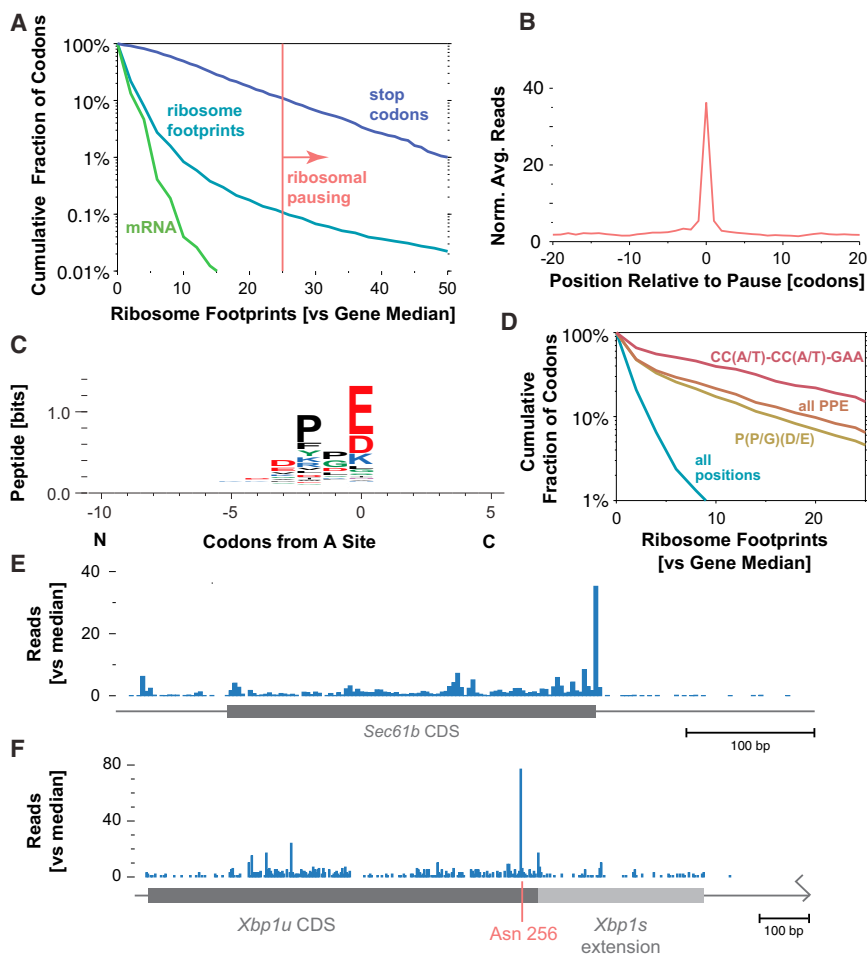 A
Cumulative Fraction of Codons
100%
10%
1%
0.1%
0.01%
stop
codons
ribosome
footprints
ribosomal
pausing
mRNA
0 10 20 30 40 50
Ribosome Footprints [vs Gene Median]
B
Norm. Avg. Reads
40
20
0
-20 -10 0 10 20
Position Relative to Pause [codons]
C
Peptide [bits]
1.0
0.0
P
F
Y
K
P
G
D
E
D
K
-10 -5 0 5
N Codons from A Site C
D
Cumulative
Fraction of Codons
100%
10%
1%
CC(A/T)-CC(A/T)-GAA
all PPE
P(P/G)(D/E)
all
positions
0 10 20
Ribosome Footprints
[vs Gene Median]
E
Reads
[vs median]
40
20
0
Sec61b CDS
100 bp
F
Reads
[vs median]
80
40
0
Xbp1u CDS
Asn 256
Xbp1s
extension
100 bp